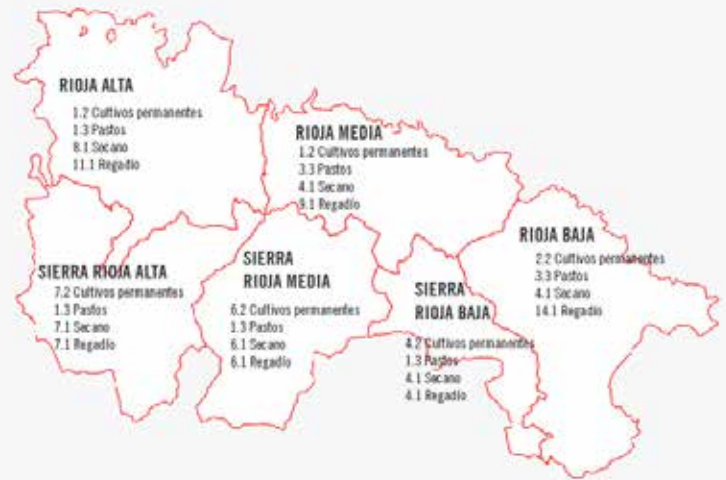 RIOJA ALTA
1.2 Cultivos permanentes
1.3 Pastos
8.1 Secano
11.1 Regadío
RIOJA MEDIA
1.2 Cultivos permanentes
3.3 Pastos
4.1 Secano
9.1 Regadío
RIOJA BAJA
2.2 Cultivos permanentes
3.3 Pastos
4.1 Secano
14.1 Regadío
SIERRA RIOJA ALTA
7.2 Cultivos permanentes
1.3 Pastos
7.1 Secano
7.1 Regadío
SIERRA
RIOJA MEDIA
6.2 Cultivos permanentes
1.3 Pastos
6.1 Secano
6.1 Regadío
SIERRA
RIOJA BAJA
4.2 Cultivos permanentes
1.3 Pastos
4.1 Secano
4.1 Regadío